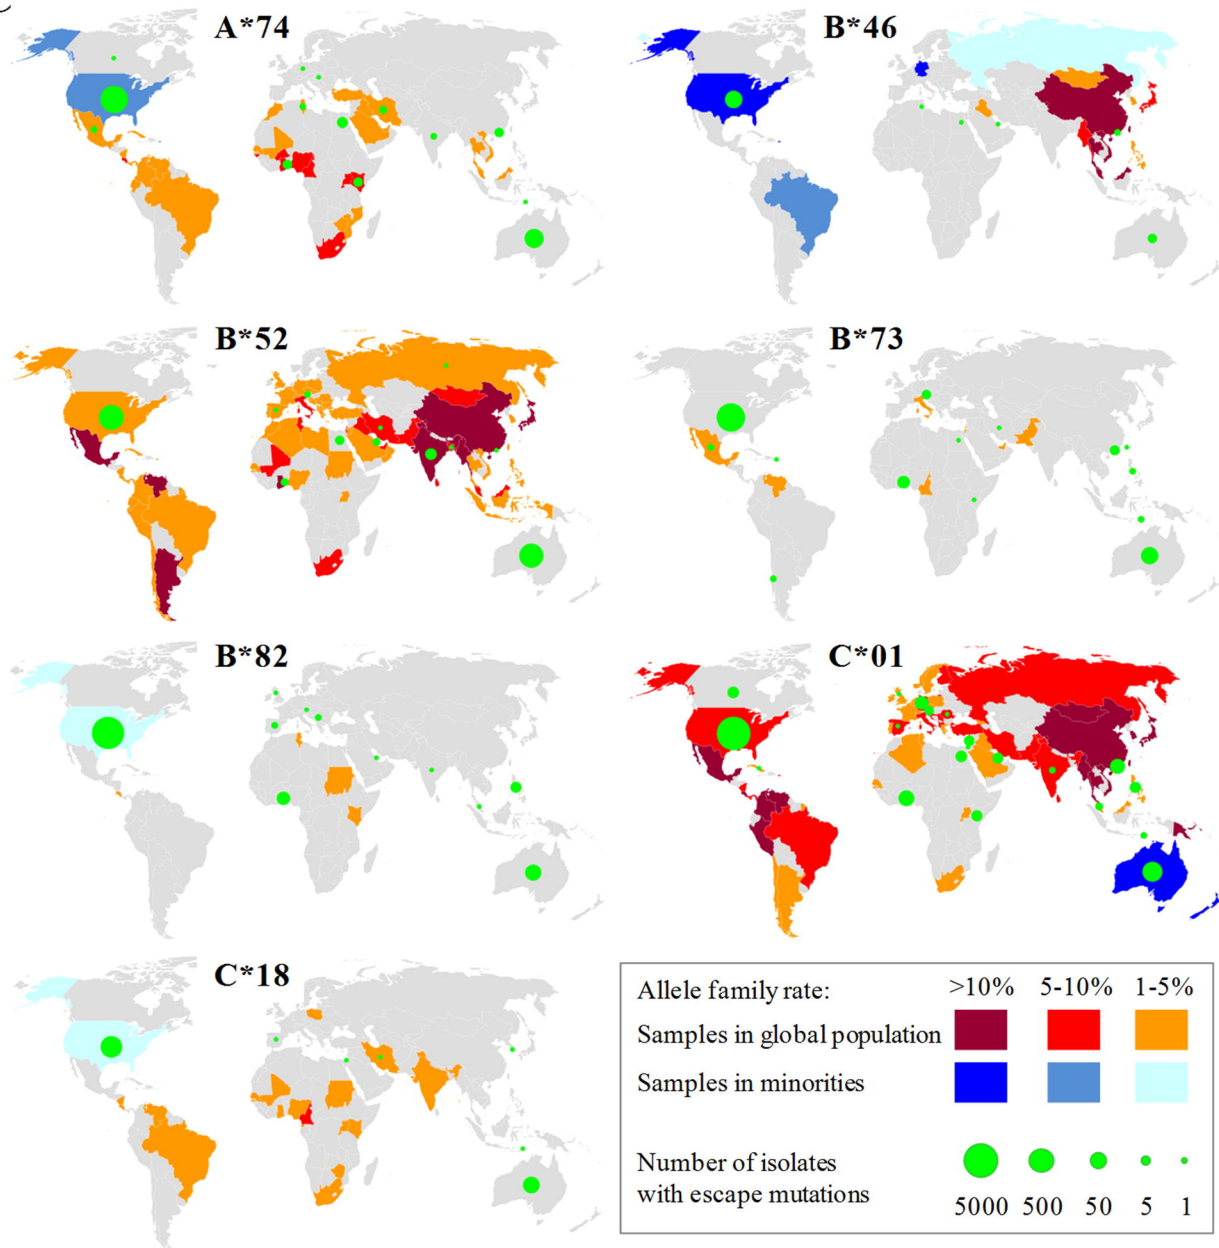 A*74
B*46
B*52
B*73
B*82
C*01
C*18
Allele family rate: >10% 5-10% 1-5%
Samples in global population
Samples in minorities
Number of isolates
with escape mutations
5000 500 50 5 1